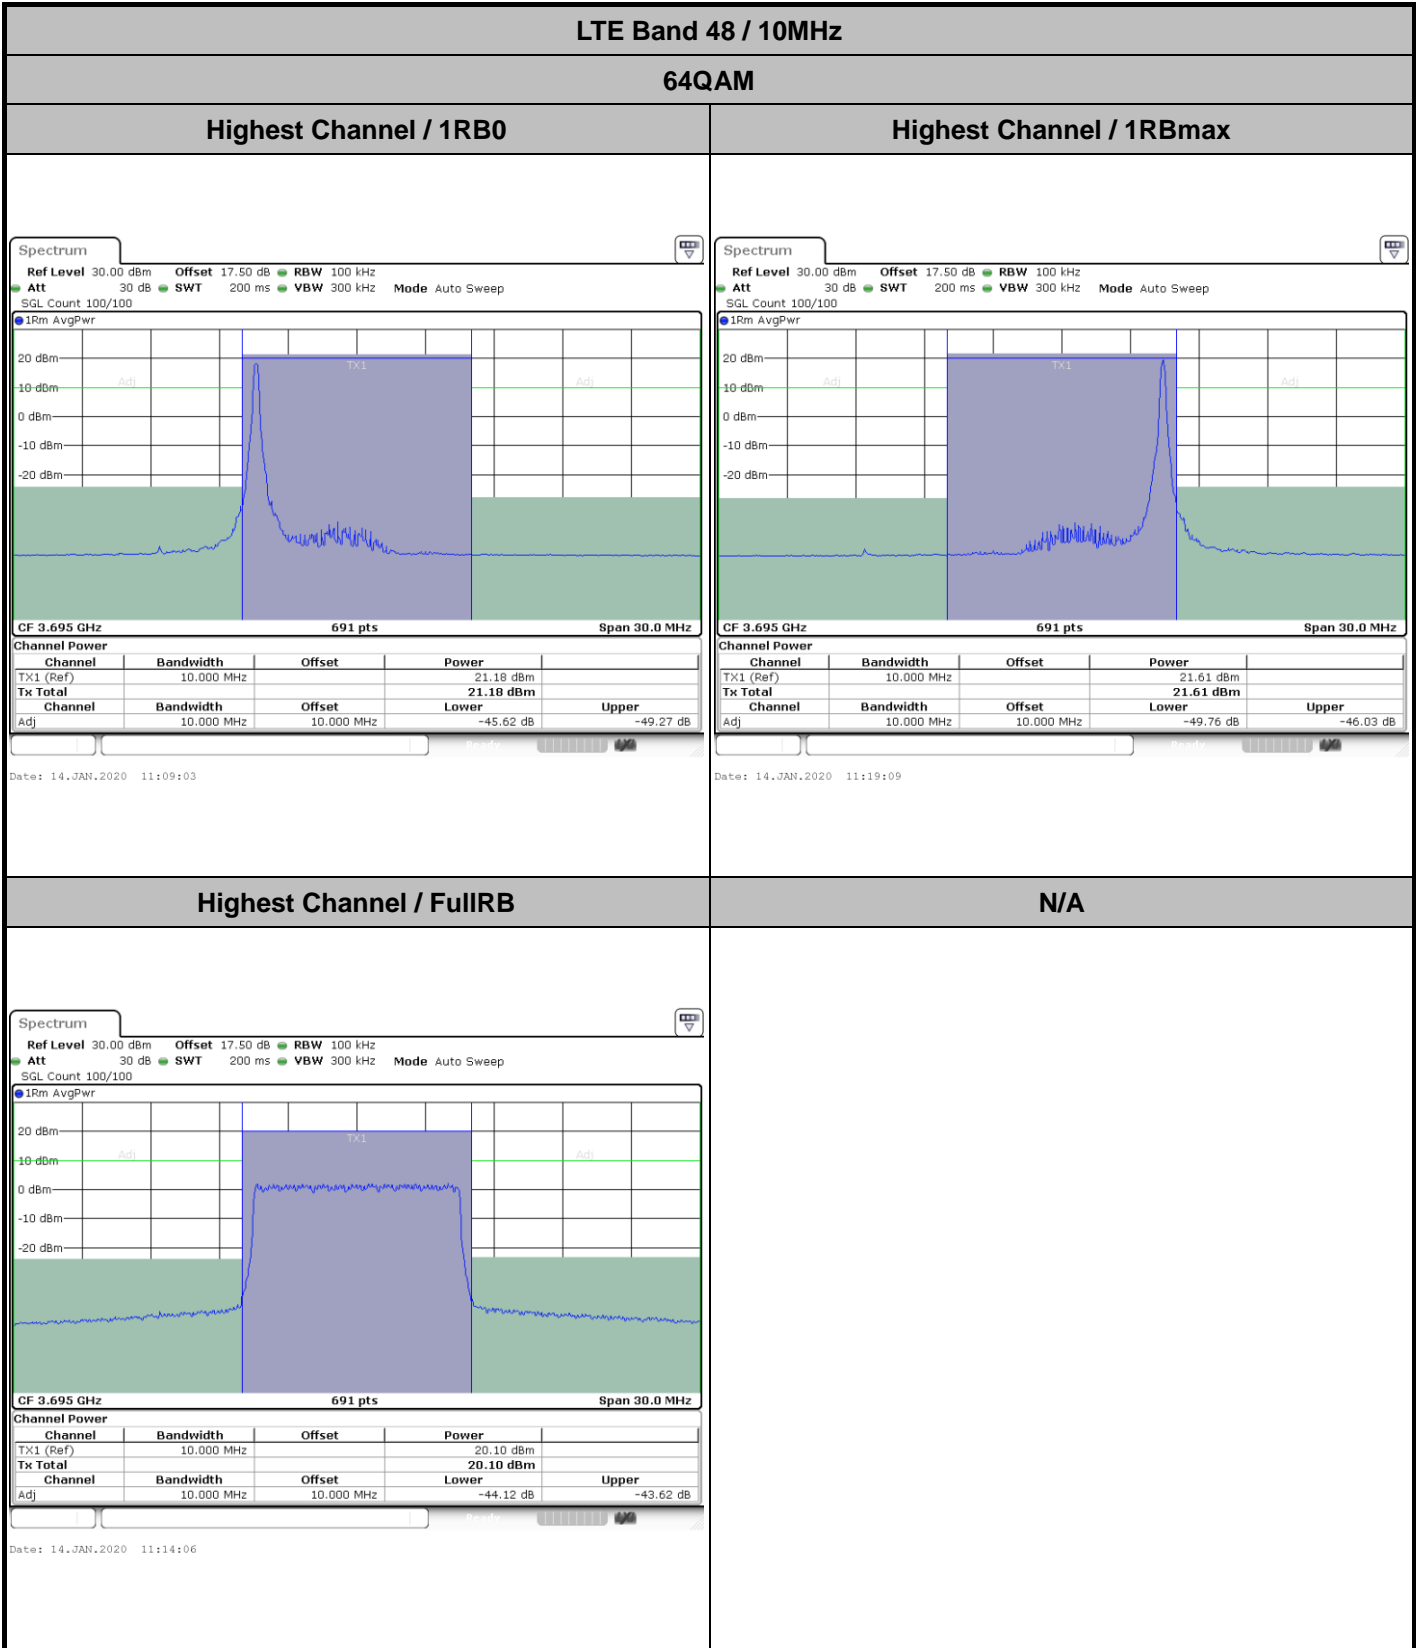 LTE Band 48 / 10MHz
64QAM
Highest Channel / 1RB0
Highest Channel / 1RBmax
Spectrum
Ref Level 30.00 dBm Offset 17.50 dB RBW 100 kHz
Att 30 dB SWT 200 ms VBW 300 kHz Mode Auto Sweep
SGL Count 100/100
1Rm AvgPwr
TX1
Adj
Adj
20 dBm
10 dBm
0 dBm
-10 dBm
-20 dBm
CF 3.695 GHz 691 pts Span 30.0 MHz
Channel Power
Channel Bandwidth Offset Power
TX1 (Ref) 10.000 MHz 21.18 dBm
Tx Total 21.18 dBm
Channel Bandwidth Offset Lower Upper
Adj 10.000 MHz 10.000 MHz -45.62 dB -49.27 dB
Ready
Date: 14.JAN.2020 11:09:03
Spectrum
Ref Level 30.00 dBm Offset 17.50 dB RBW 100 kHz
Att 30 dB SWT 200 ms VBW 300 kHz Mode Auto Sweep
SGL Count 100/100
1Rm AvgPwr
TX1
Adj
Adj
20 dBm
10 dBm
0 dBm
-10 dBm
-20 dBm
CF 3.695 GHz 691 pts Span 30.0 MHz
Channel Power
Channel Bandwidth Offset Power
TX1 (Ref) 10.000 MHz 21.61 dBm
Tx Total 21.61 dBm
Channel Bandwidth Offset Lower Upper
Adj 10.000 MHz 10.000 MHz -49.76 dB -46.03 dB
Ready
Date: 14.JAN.2020 11:19:09
Highest Channel / FullRB
N/A
Spectrum
Ref Level 30.00 dBm Offset 17.50 dB RBW 100 kHz
Att 30 dB SWT 200 ms VBW 300 kHz Mode Auto Sweep
SGL Count 100/100
1Rm AvgPwr
TX1
Adj
Adj
20 dBm
10 dBm
0 dBm
-10 dBm
-20 dBm
CF 3.695 GHz 691 pts Span 30.0 MHz
Channel Power
Channel Bandwidth Offset Power
TX1 (Ref) 10.000 MHz 20.10 dBm
Tx Total 20.10 dBm
Channel Bandwidth Offset Lower Upper
Adj 10.000 MHz 10.000 MHz -44.12 dB -43.62 dB
Ready
Date: 14.JAN.2020 11:14:06